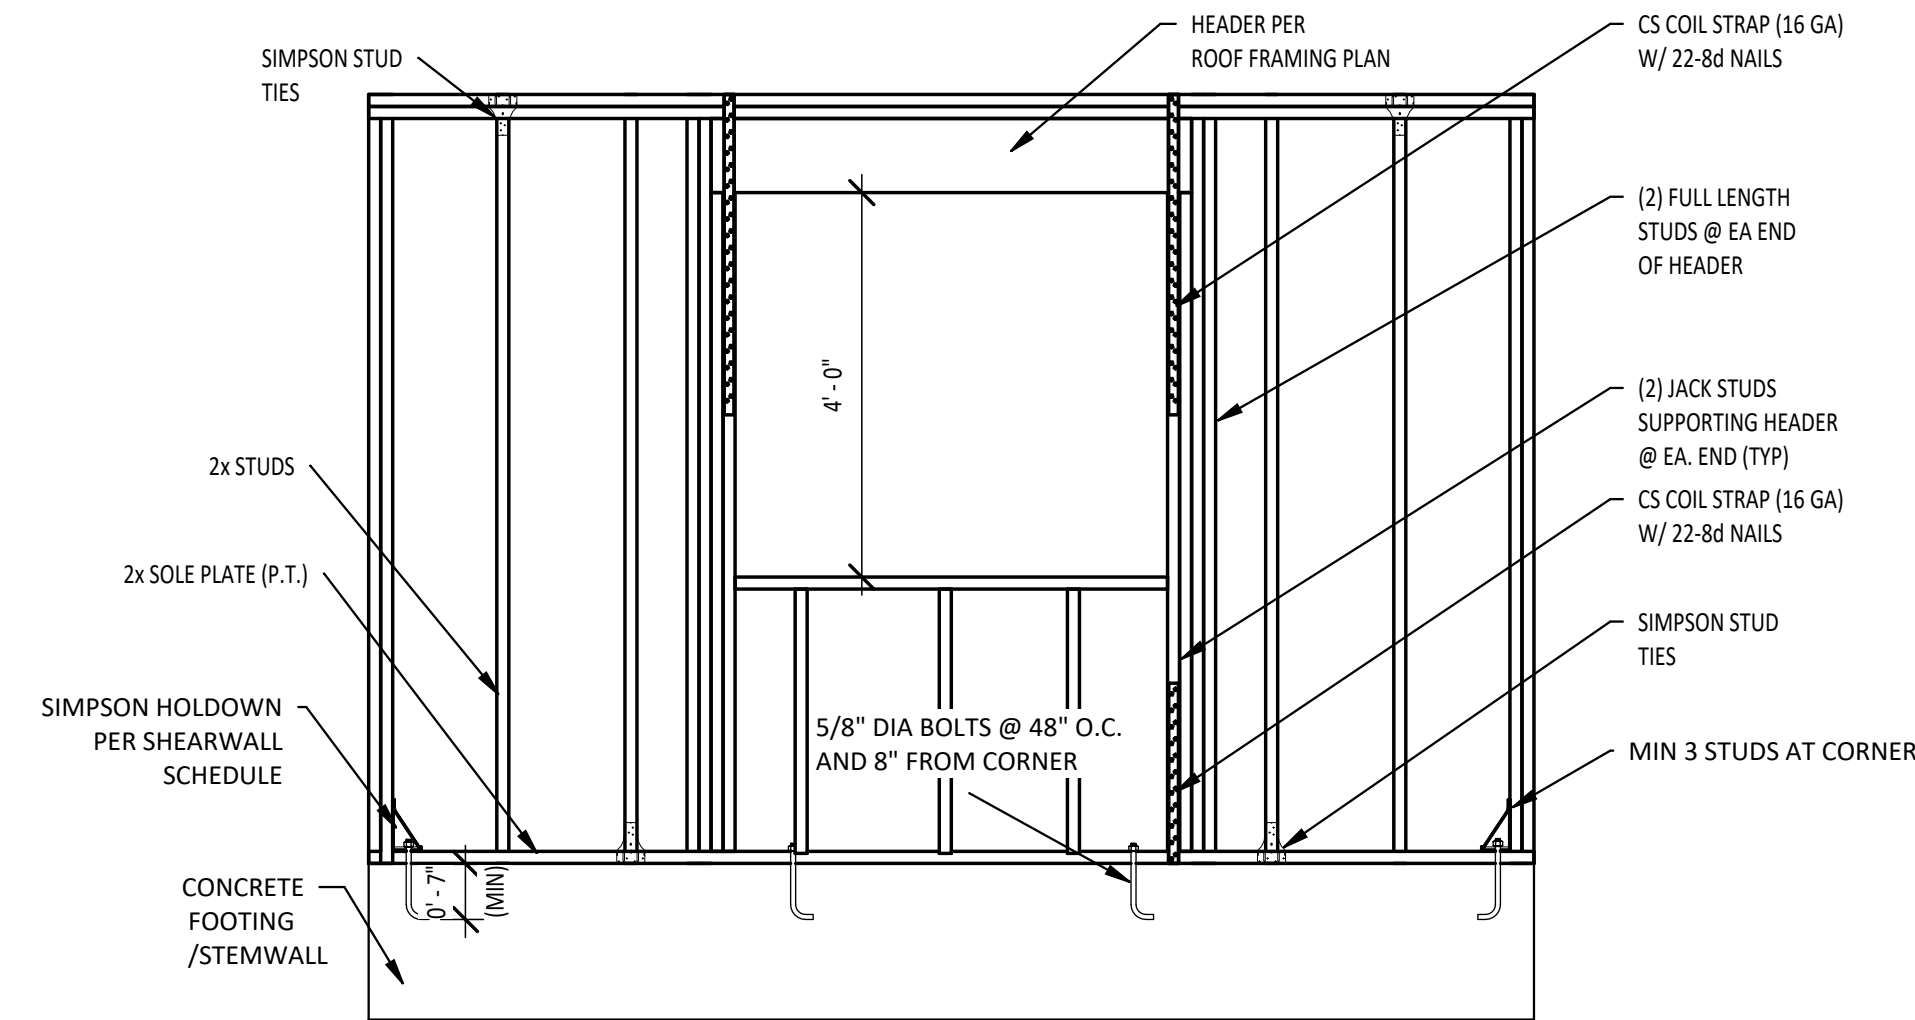 HEADER PER
ROOF FRAMING PLAN
CS COIL STRAP (16 GA)
W/ 22-8d NAILS
SIMPSON STUD
TIES
(2) FULL LENGTH
STUDS @ EA END
OF HEADER
4' - 0"
(2) JACK STUDS
SUPPORTING HEADER
@ EA. END (TYP)
2x STUDS
CS COIL STRAP (16 GA)
W/ 22-8d NAILS
2x SOLE PLATE (P.T.)
SIMPSON STUD
TIES
SIMPSON HOLDOWN
PER SHEARWALL
SCHEDULE
5/8" DIA BOLTS @ 48" O.C.
AND 8" FROM CORNER
MIN 3 STUDS AT CORNER
0' - 7"
(MIN)
CONCRETE
FOOTING
/STEMWALL